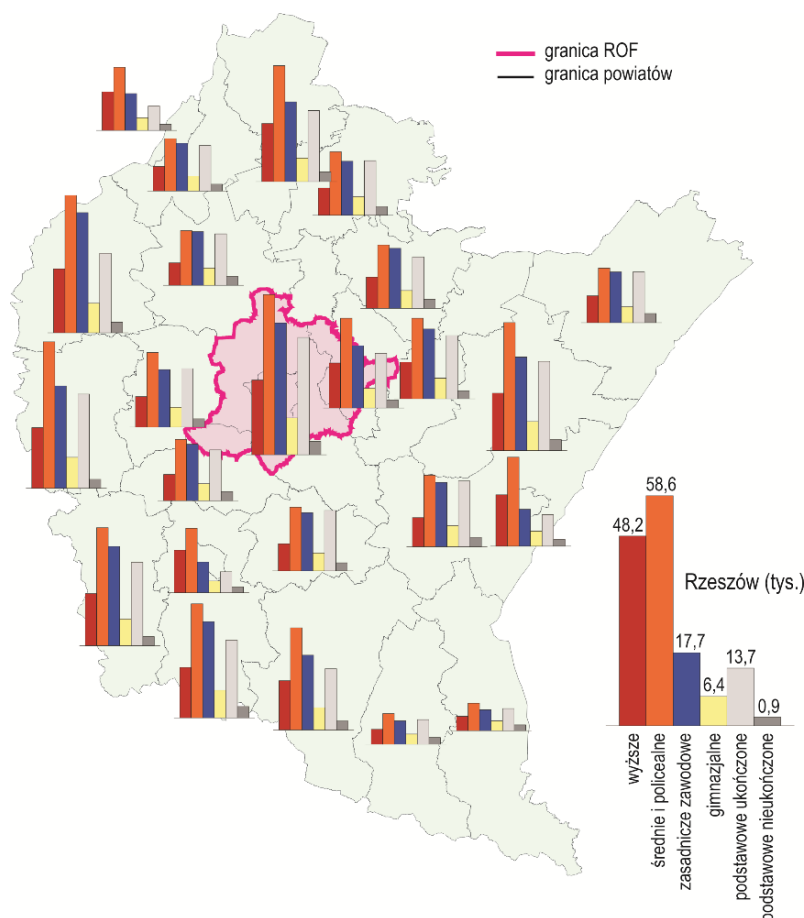 granica ROF
granica powiatów
58,6
48,2
Rzeszów (tys.)
17,7
13,7
6,4
0,9
wyższe
średnie i policealne
zasadnicze zawodowe
gimnazjalne
podstawowe ukończone
podstawowe nieukończone